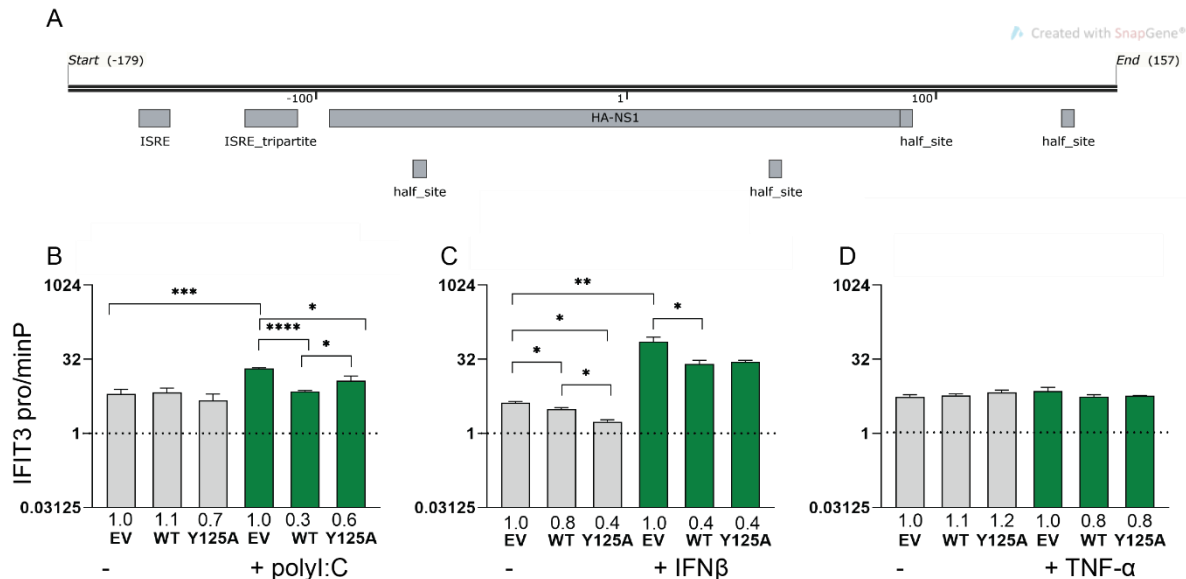 A
Created with SnapGene®
Start (-179)
End (157)
-100
1
100
ISRE
ISRE_tripartite
HA-NS1
half_site
half_site
half_site
half_site
B
C
D
IFIT3 pro/minP
1024
32
1
0.03125
***
*
****
*
1.0 1.1 0.7 1.0 0.3 0.6
EV WT Y125A EV WT Y125A
- + polyI:C
1024
32
1
0.03125
**
*
*
*
*
1.0 0.8 0.4 1.0 0.4 0.4
EV WT Y125A EV WT Y125A
- + IFNβ
1024
32
1
0.03125
1.0 1.1 1.2 1.0 0.8 0.8
EV WT Y125A EV WT Y125A
- + TNF-α